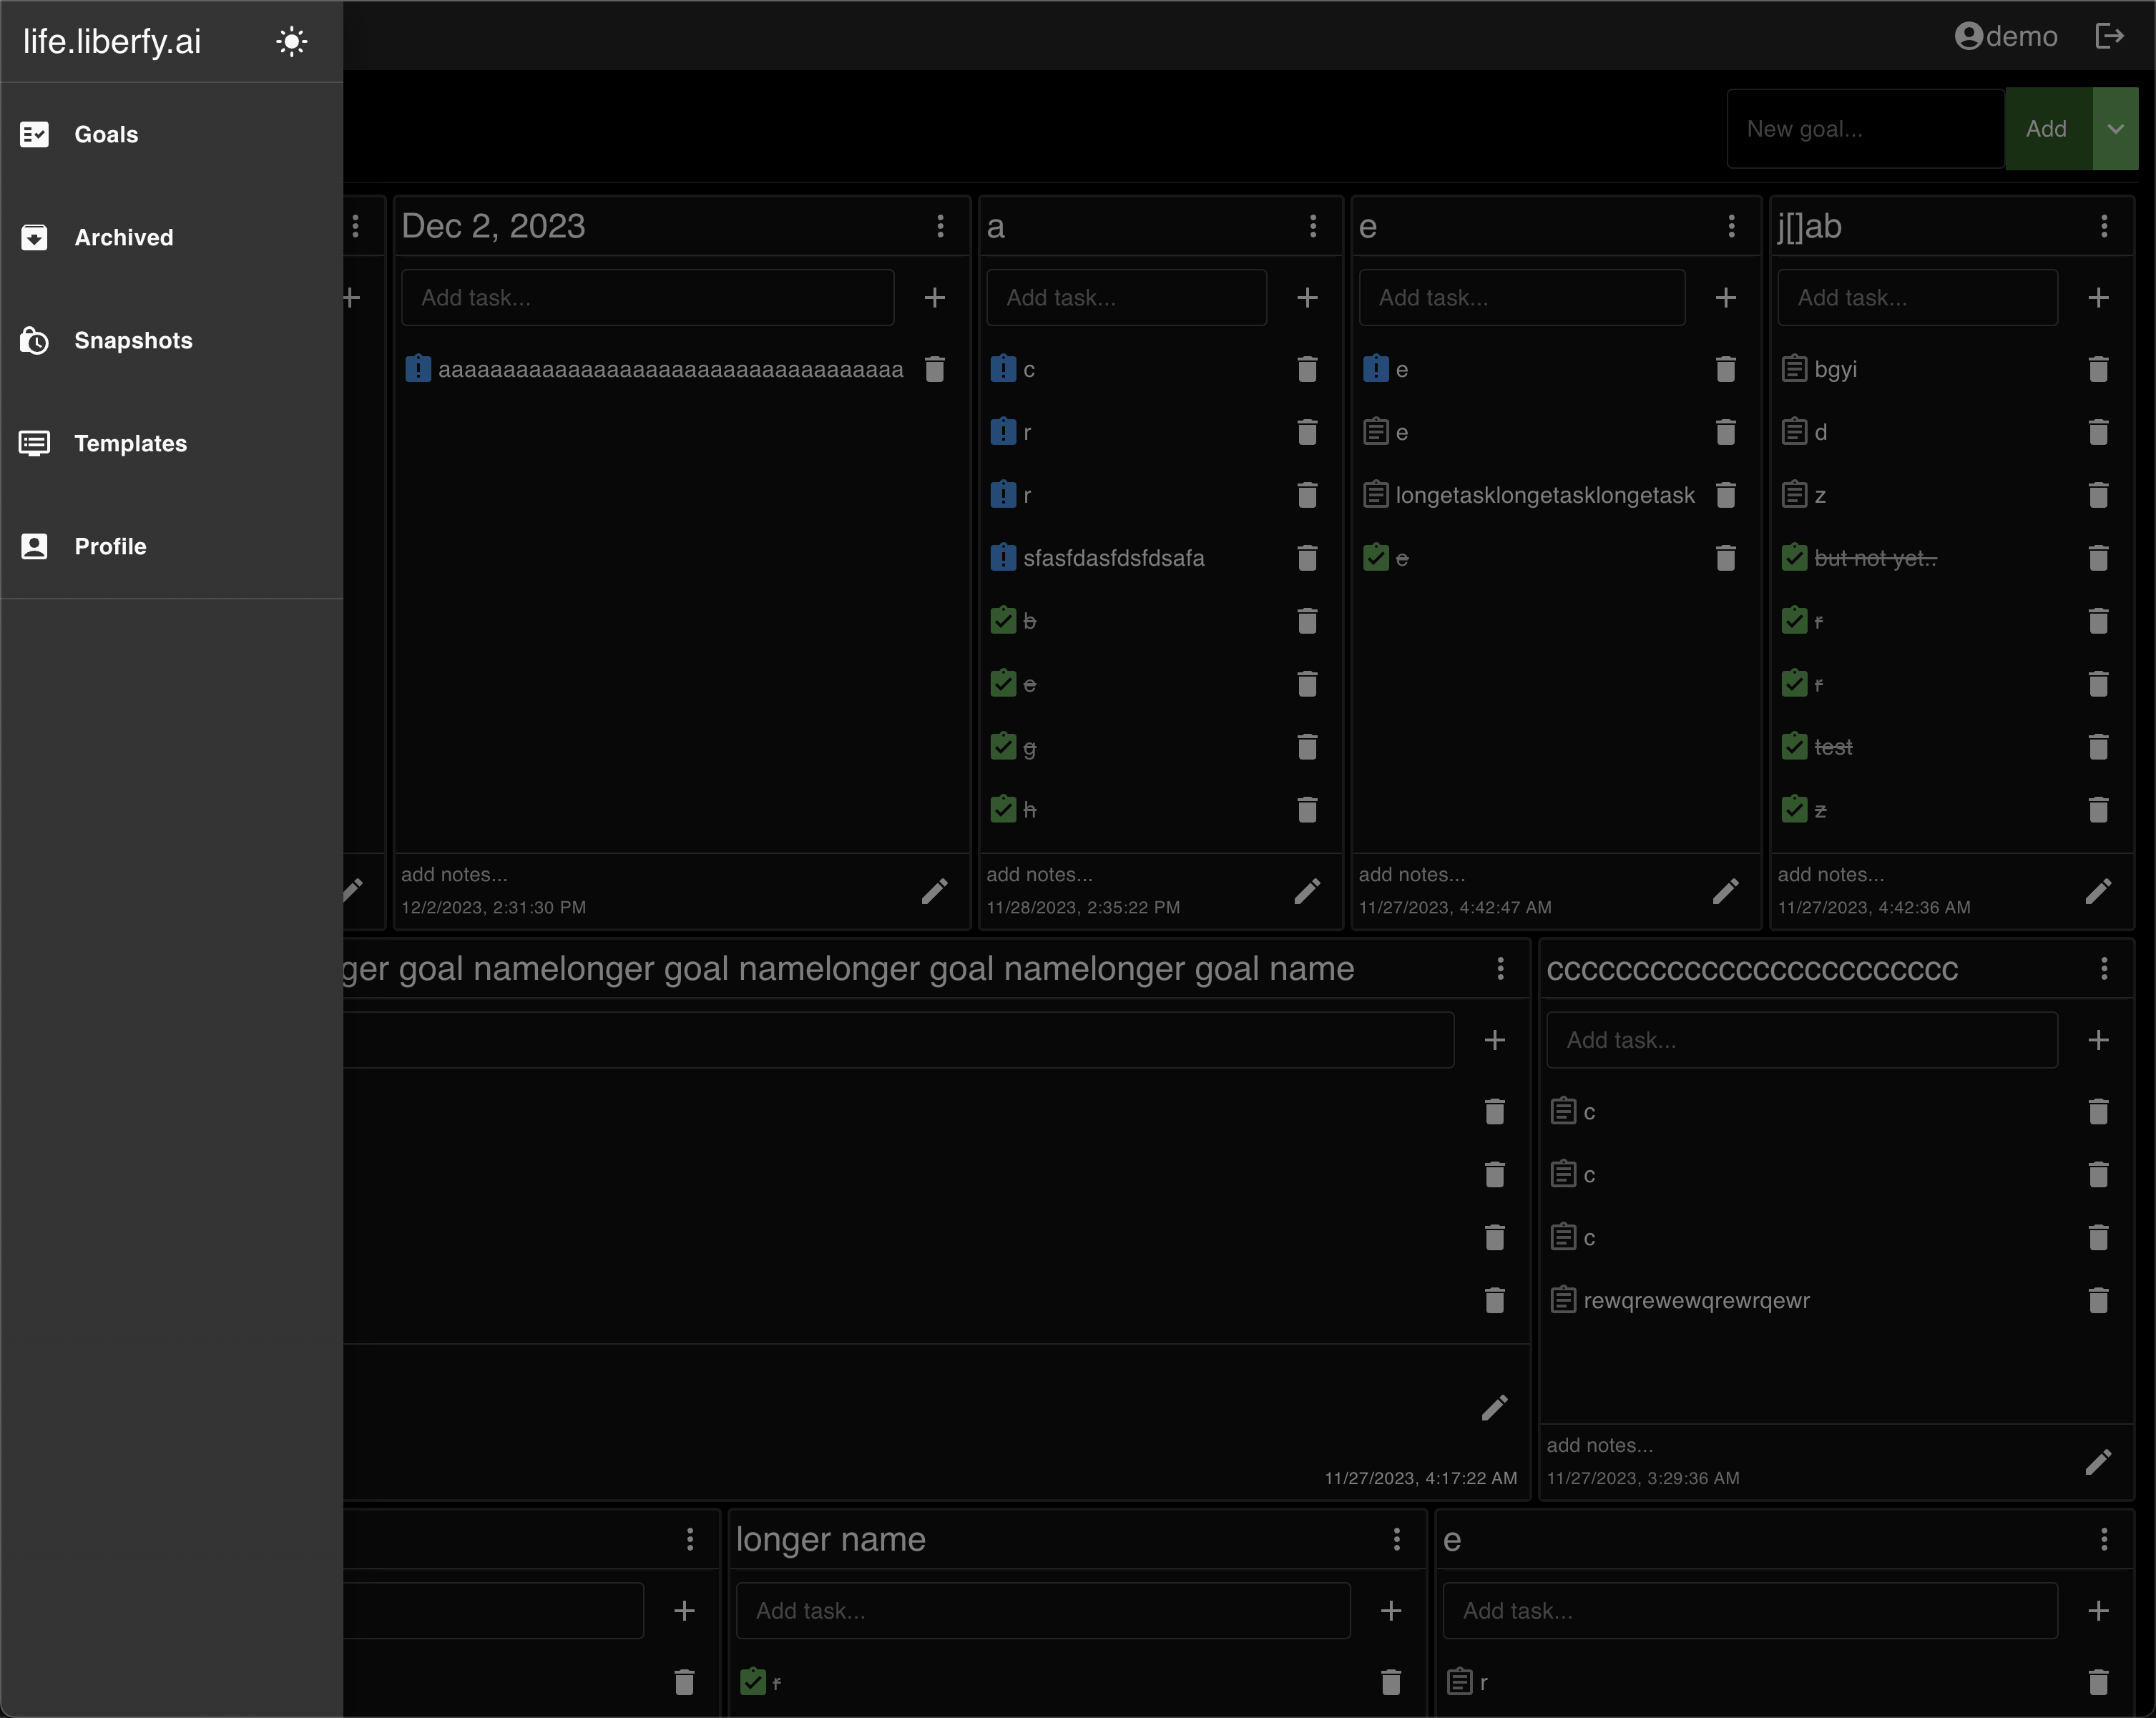 life.liberfy.ai
Goals
Archived
Snapshots
Templates
Profile
demo
New goal...
Add
Dec 2, 2023
Add task...
aaaaaaaaaaaaaaaaaaaaaaaaaaaaaaaaaaaa
add notes...
12/2/2023, 2:31:30 PM
a
Add task...
c
r
r
sfasfdasfdsfdsafa
b
e
g
h
add notes...
11/28/2023, 2:35:22 PM
e
Add task...
e
e
longetasklongetasklongetask
e
add notes...
11/27/2023, 4:42:47 AM
j[]ab
Add task...
bgyi
d
z
but not yet..
r
r
test
z
add notes...
11/27/2023, 4:42:36 AM
ger goal namelonger goal namelonger goal namelonger goal name
11/27/2023, 4:17:22 AM
cccccccccccccccccccccccc
Add task...
c
c
c
rewqrewewqrewrqewr
add notes...
11/27/2023, 3:29:36 AM
longer name
Add task...
r
e
Add task...
r